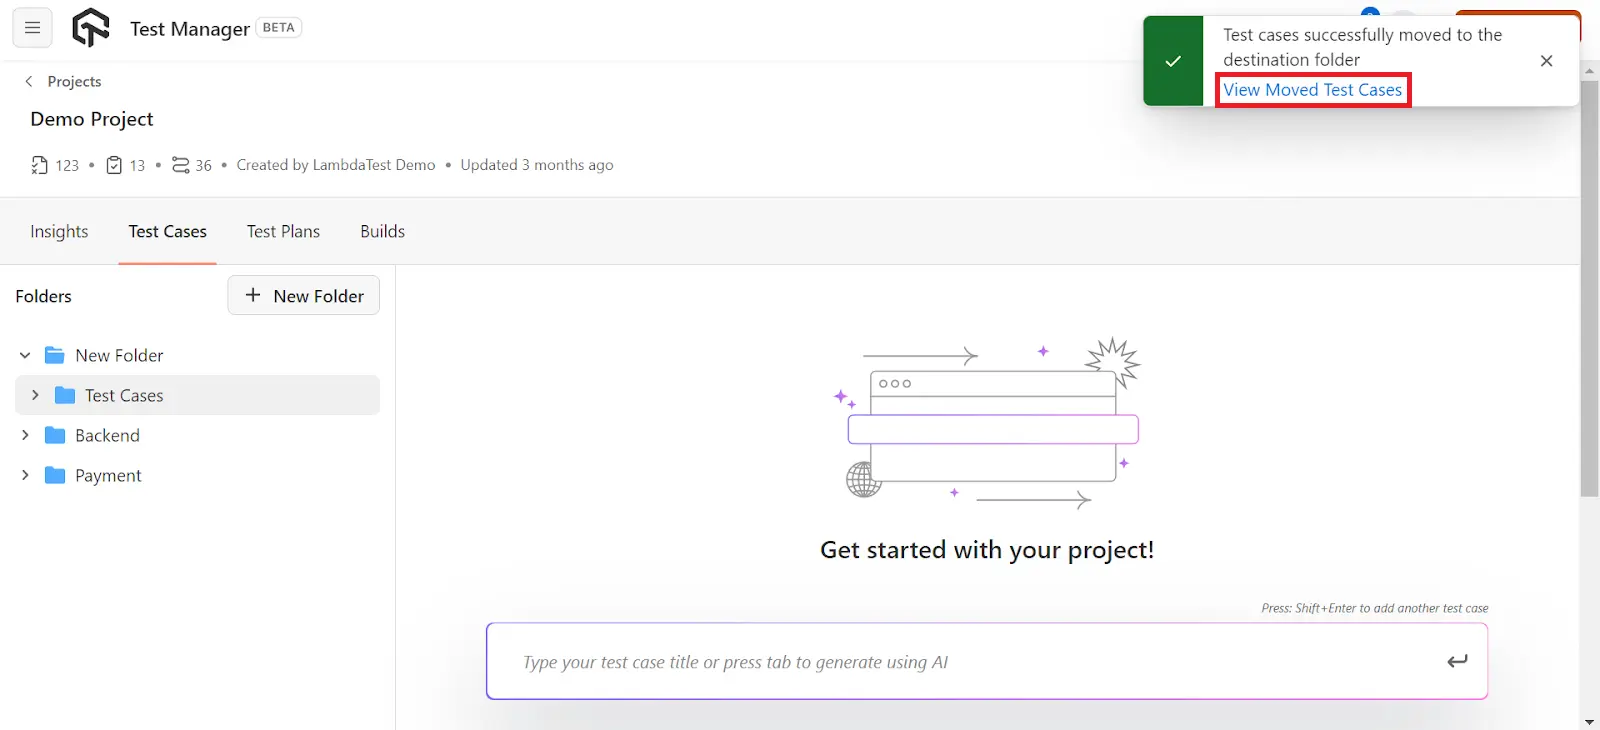 Test Manager BETA
Test cases successfully moved to the
destination folder
View Moved Test Cases
Projects
Demo Project
123 • 13 • 36 • Created by LambdaTest Demo • Updated 3 months ago
Insights Test Cases Test Plans Builds
Folders
New Folder
New Folder
Test Cases
Backend
Payment
Get started with your project!
Press: Shift+Enter to add another test case
Type your test case title or press tab to generate using AI